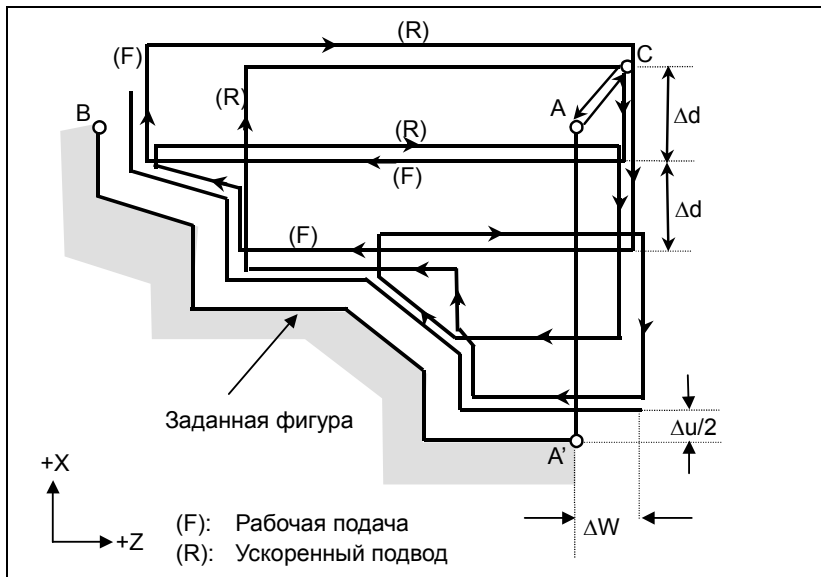 (R)
(F)
C
(R)
B
A
Δd
(R)
(F)
Δd
(F)
Заданная фигура
Δu/2
A’
+X
ΔW
+Z
(F): Рабочая подача
(R): Ускоренный подвод